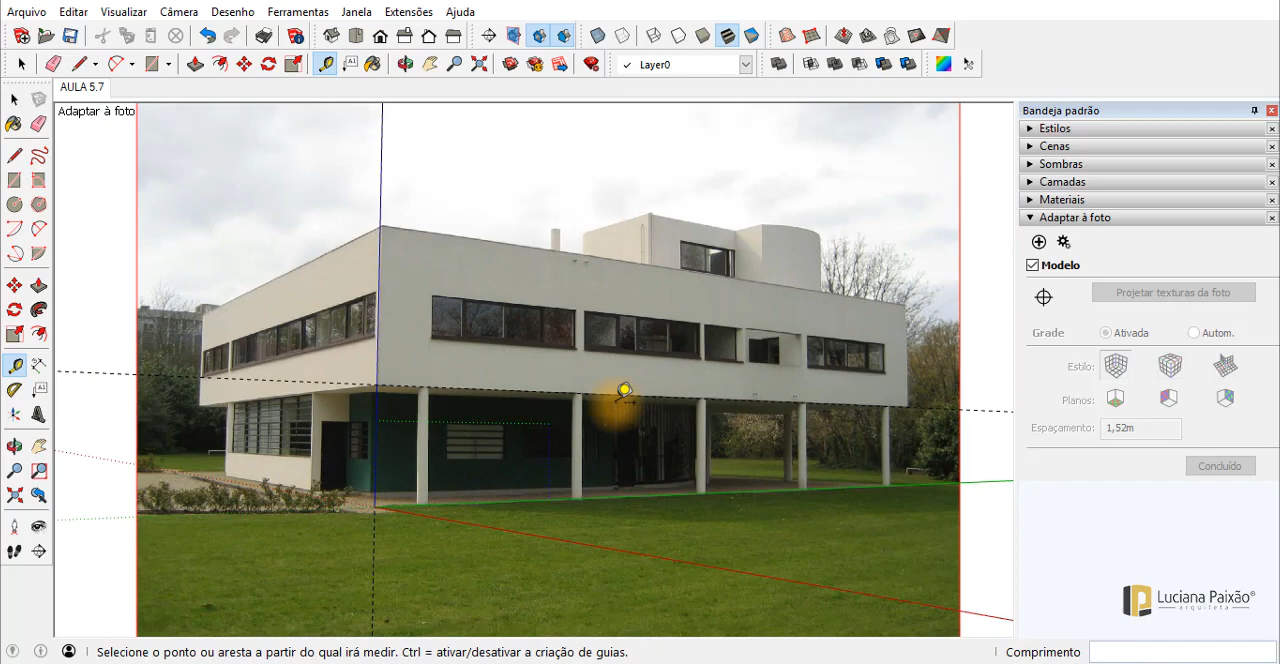 Arquivo Editar Visualizar Câmera Desenho Ferramentas Janela Extensões Ajuda
Layer0
AULA 5.7
Adaptar à foto
Bandeja padrão
Estilos
Cenas
Sombras
Camadas
Materiais
Adaptar à foto
Modelo
Projetar texturas da foto
Grade Ativada Autom.
Estilo:
Planos:
Espaçamento: 1,52m
Concluído
Luciana Paixão®
arquiteta
Selecione o ponto ou aresta a partir do qual irá medir. Ctrl = ativar/desativar a criação de guias.
Comprimento